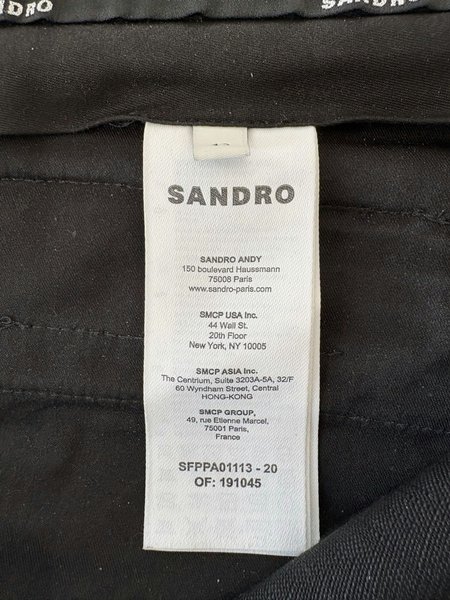 SANDRO
SANDRO ANDY
150 boulevard Haussmann
75008 Paris
www.sandro-paris.com
SMCP USA Inc.
44 Wall St.
20th Floor
New York, NY 10005
SMCP ASIA Inc.
The Centrium, Suite 3203A-5A, 32/F
60 Wyndham Street, Central
HONG-KONG
SMCP GROUP,
49, rue Etienne Marcel,
75001 Paris,
France
SFPPA01113 - 20
OF: 191045